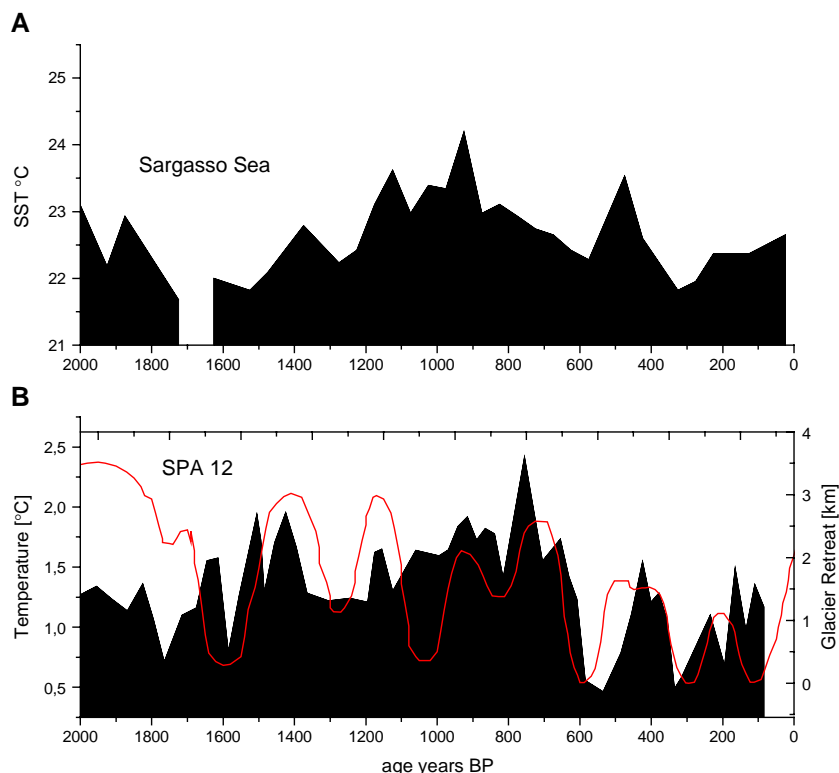 A
25
24
23
22
21
SST °C
Sargasso Sea
2000 1800 1600 1400 1200 1000 800 600 400 200 0
B
2,5
2,0
1,5
1,0
0,5
Temperature [°C]
SPA 12
4
3
2
1
0
Glacier Retreat [km]
2000 1800 1600 1400 1200 1000 800 600 400 200 0
age years BP